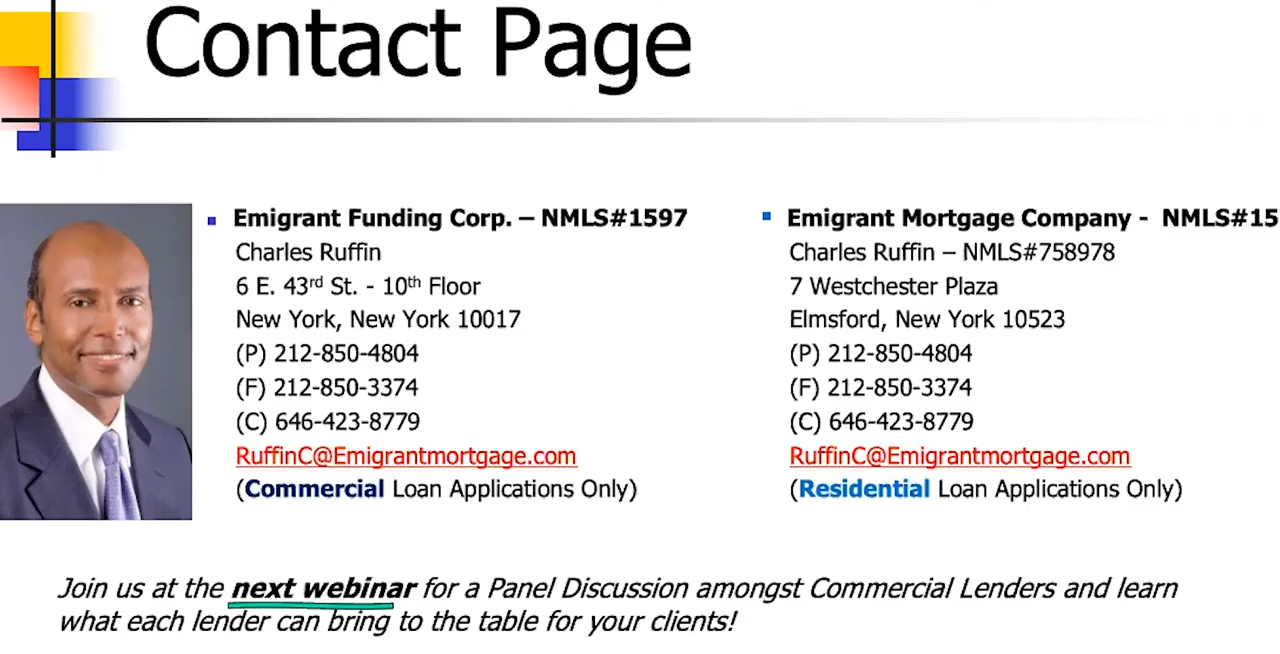 Contact Page
Emigrant Funding Corp. – NMLS#1597
Charles Ruffin
6 E. 43rd St. - 10th Floor
New York, New York 10017
(P) 212-850-4804
(F) 212-850-3374
(C) 646-423-8779
RuffinC@Emigrantmortgage.com
(Commercial Loan Applications Only)
Emigrant Mortgage Company - NMLS#15
Charles Ruffin – NMLS#758978
7 Westchester Plaza
Elmsford, New York 10523
(P) 212-850-4804
(F) 212-850-3374
(C) 646-423-8779
RuffinC@Emigrantmortgage.com
(Residential Loan Applications Only)
Join us at the next webinar for a Panel Discussion amongst Commercial Lenders and learn
what each lender can bring to the table for your clients!